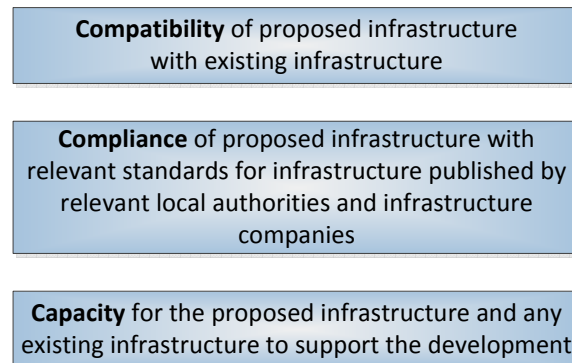 Compatibility of proposed infrastructure
with existing infrastructure
Compliance of proposed infrastructure with
relevant standards for infrastructure published by
relevant local authorities and infrastructure
companies
Capacity for the proposed infrastructure and any
existing infrastructure to support the development